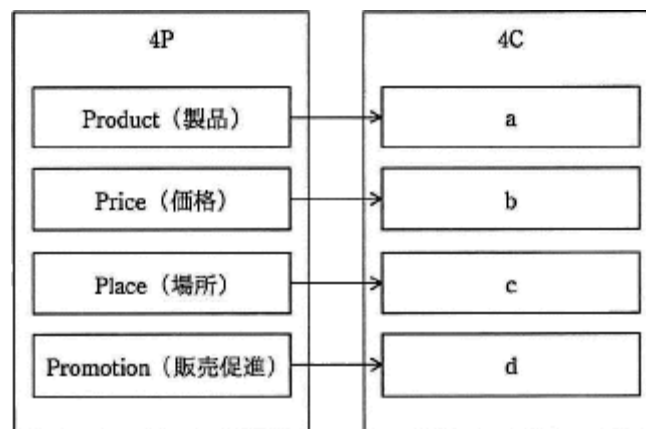 4P
4C
Product（製品）
a
Price（価格）
b
Place（場所）
c
Promotion（販売促進）
d